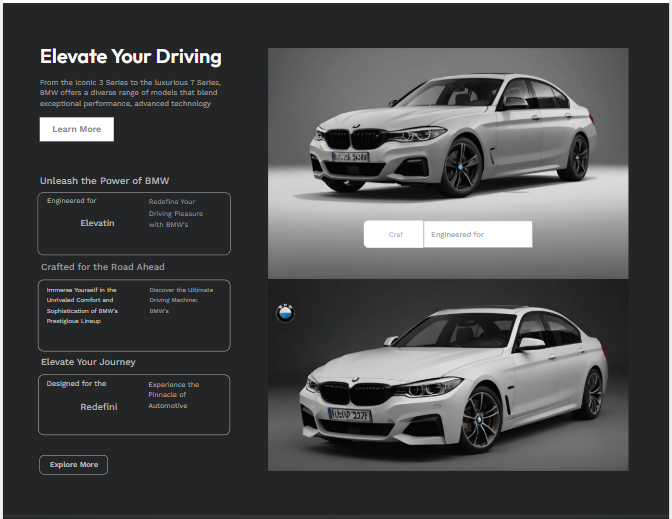 Elevate Your Driving
From the iconic 3 Series to the luxurious 7 Series,
BMW offers a diverse range of models that blend
exceptional performance, advanced technology
Learn More
Unleash the Power of BMW
Engineered for
Elevatin
Redefine Your
Driving Pleasure
with BMW's
Crafted for the Road Ahead
Immerse Yourself in the
Unrivaled Comfort and
Sophistication of BMW's
Prestigious Lineup
Discover the Ultimate
Driving Machine:
BMW's
Elevate Your Journey
Designed for the
Redefini
Experience the
Pinnacle of
Automotive
Explore More
Craf
Engineered for